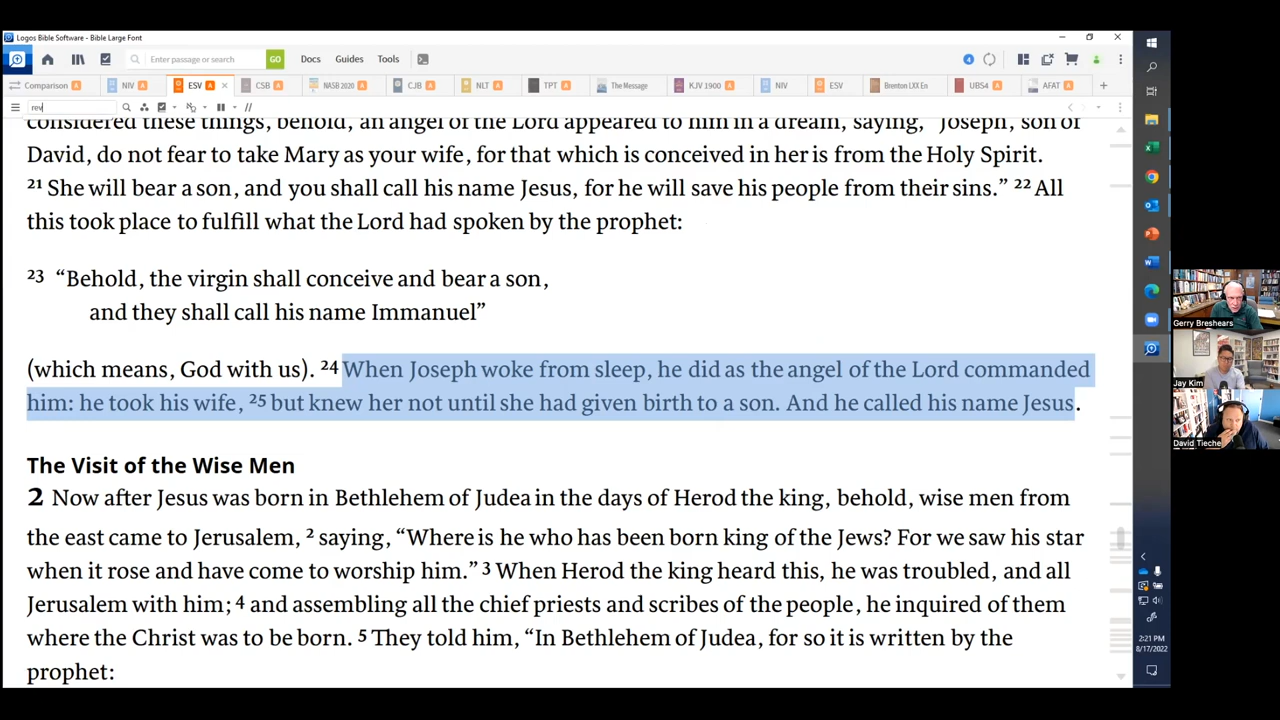 Logos Bible Software - Bible Large Font
Enter passage or search
GO
Docs Guides Tools
4
Comparison A NIV A ESV A CSB A NASB 2020 A CJB A NLT A TPT A The Message KJV 1900 A NIV ESV Brenton LXX En UBS4 A AFAT A
rev
considered these things, behold, an angel of the Lord appeared to him in a dream, saying, “Joseph, son of
David, do not fear to take Mary as your wife, for that which is conceived in her is from the Holy Spirit.
21 She will bear a son, and you shall call his name Jesus, for he will save his people from their sins.” 22 All
this took place to fulfill what the Lord had spoken by the prophet:
23 “Behold, the virgin shall conceive and bear a son,
and they shall call his name Immanuel”
(which means, God with us). 24 When Joseph woke from sleep, he did as the angel of the Lord commanded
him: he took his wife, 25 but knew her not until she had given birth to a son. And he called his name Jesus.
The Visit of the Wise Men
2 Now after Jesus was born in Bethlehem of Judea in the days of Herod the king, behold, wise men from
the east came to Jerusalem, 2 saying, “Where is he who has been born king of the Jews? For we saw his star
when it rose and have come to worship him.” 3 When Herod the king heard this, he was troubled, and all
Jerusalem with him; 4 and assembling all the chief priests and scribes of the people, he inquired of them
where the Christ was to be born. 5 They told him, “In Bethlehem of Judea, for so it is written by the
prophet:
Gerry Breshears
Jay Kim
David Tieche
2:21 PM
8/17/2022